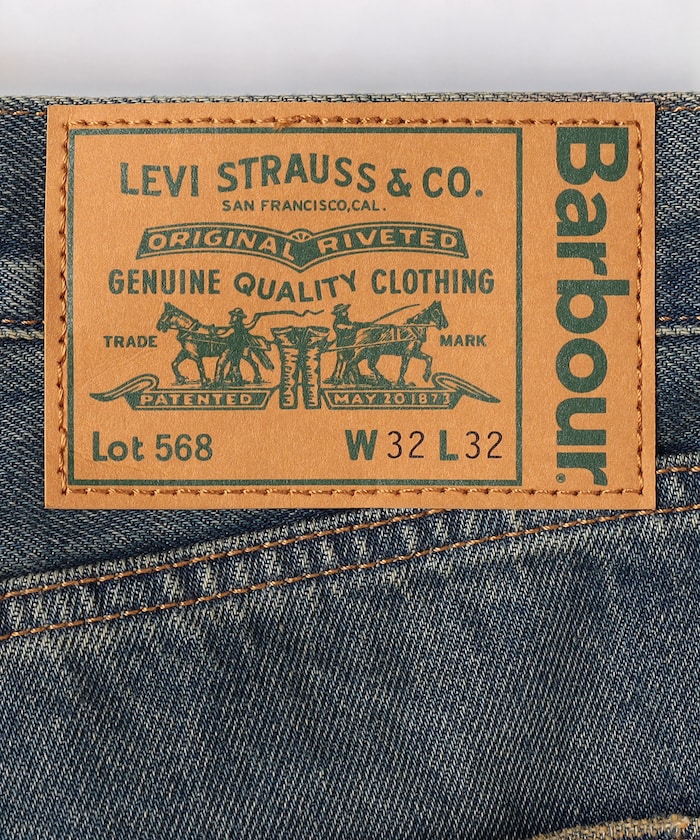 LEVI STRAUSS & CO.
SAN FRANCISCO, CAL.
ORIGINAL RIVETED
GENUINE QUALITY CLOTHING
TRADE MARK
PATENTED MAY 20 1873
Lot 568 W 32 L 32
Barbour®